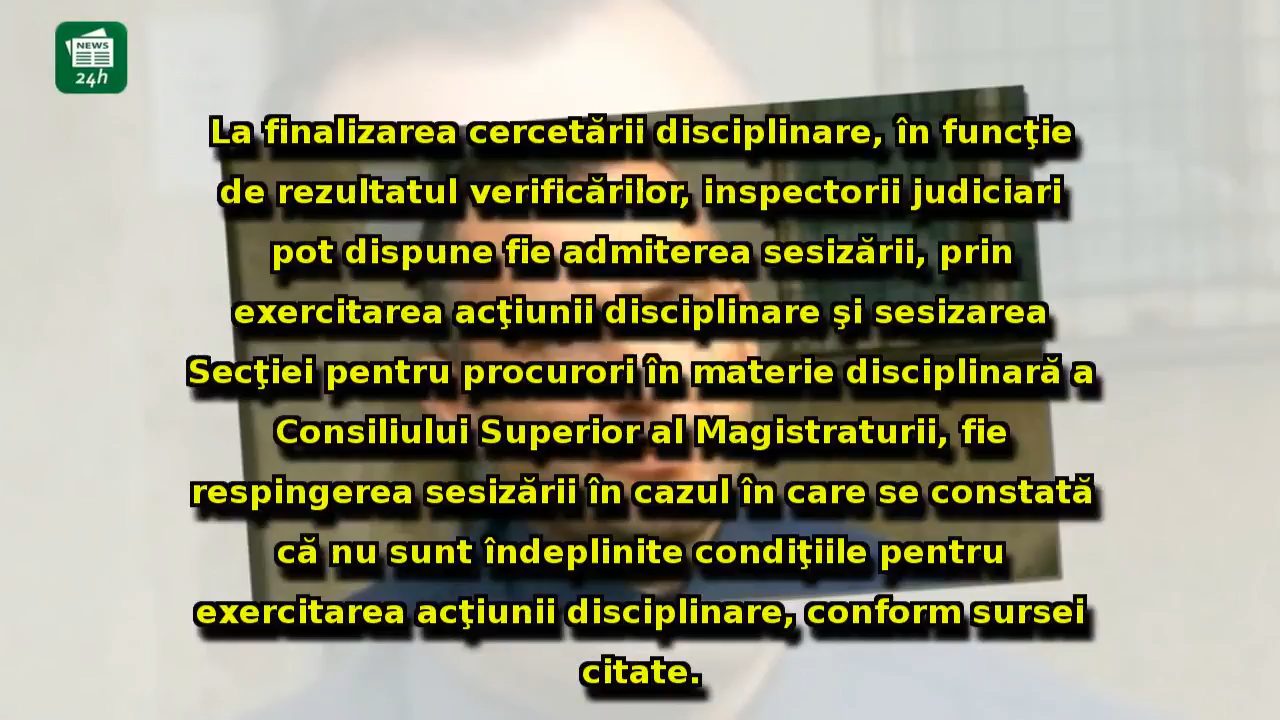 NEWS
24h
La finalizarea cercetării disciplinare, în funcţie
de rezultatul verificărilor, inspectorii judiciari
pot dispune fie admiterea sesizării, prin
exercitarea acţiunii disciplinare şi sesizarea
Secţiei pentru procurori în materie disciplinară a
Consiliului Superior al Magistraturii, fie
respingerea sesizării în cazul în care se constată
că nu sunt îndeplinite condiţiile pentru
exercitarea acţiunii disciplinare, conform sursei
citate.